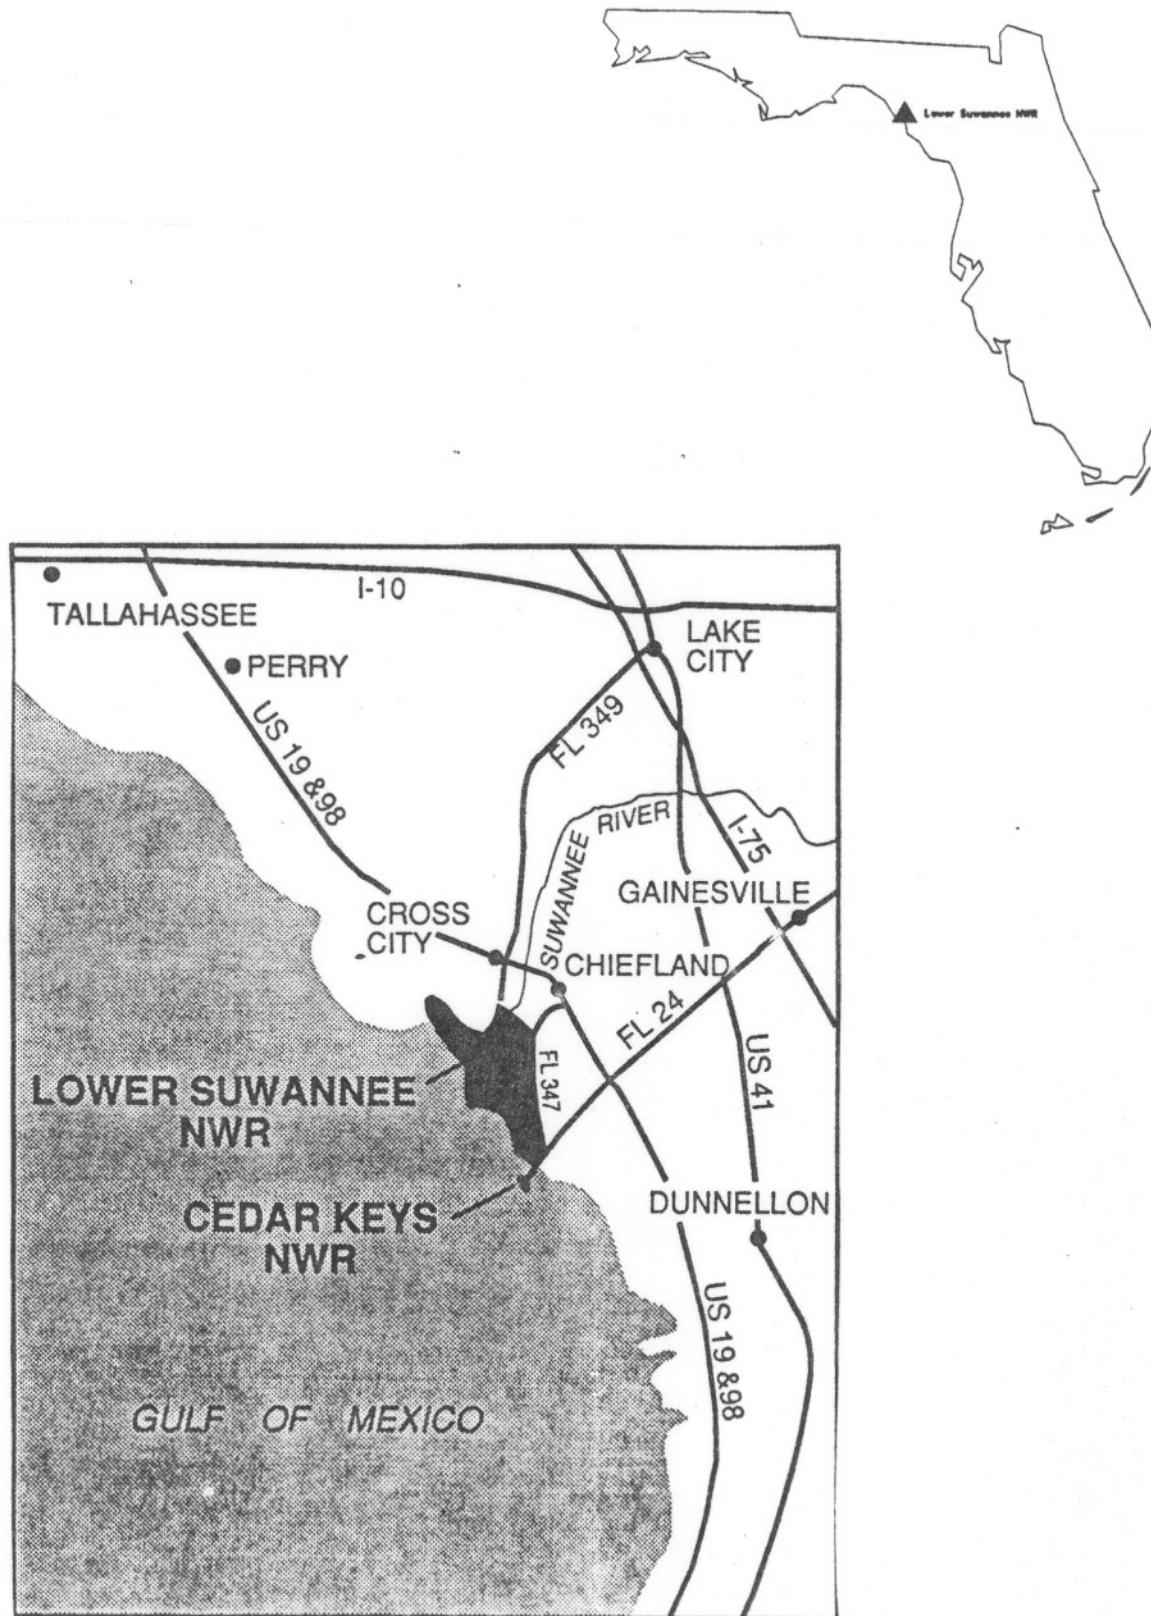 Lower Suwannee NWR
I-10
TALLAHASSEE
LAKE
CITY
PERRY
US 19 &98
FL 349
SUWANNEE
RIVER
I-75
GAINESVILLE
CROSS
CITY
CHIEFLAND
FL 24
US 41
FL 347
LOWER SUWANNEE
NWR
CEDAR KEYS
NWR
DUNNELLON
US 19 &98
GULF OF MEXICO